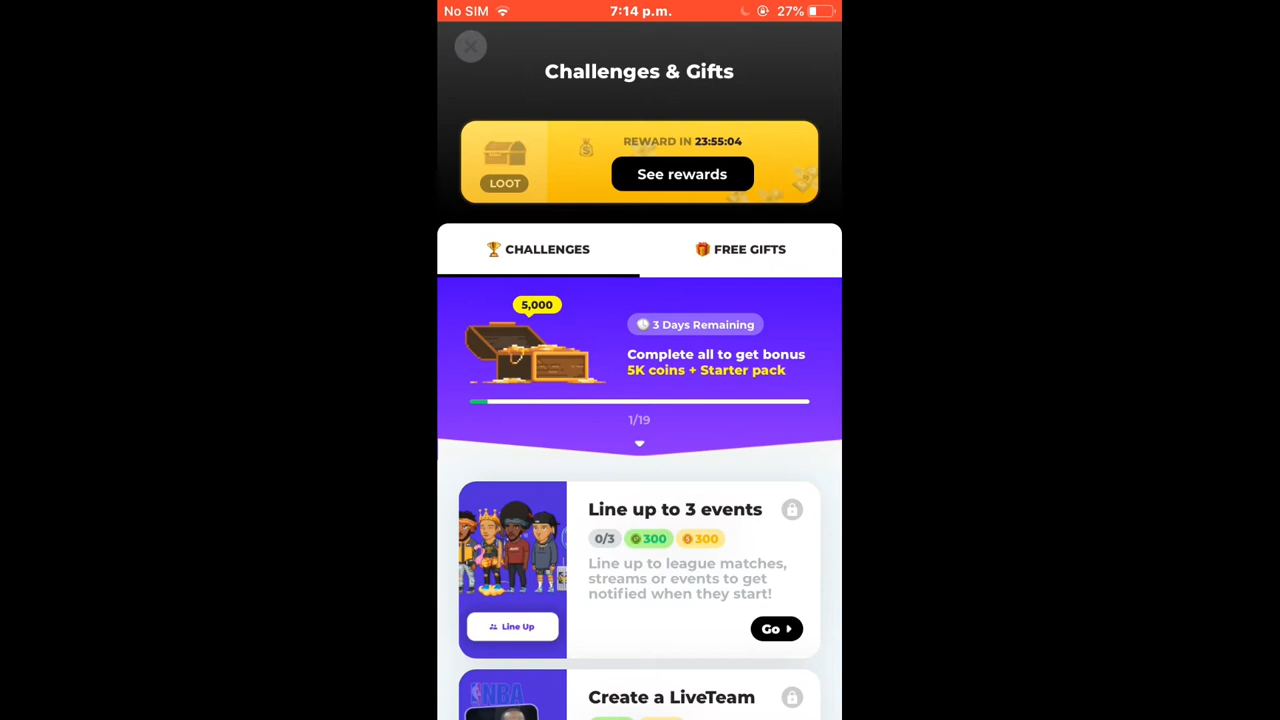 No SIM 7:14 p.m. 27%
Challenges & Gifts
REWARD IN 23:55:04
LOOT
See rewards
🏆 CHALLENGES 🎁 FREE GIFTS
5,000
3 Days Remaining
Complete all to get bonus
5K coins + Starter pack
1/19
Line up to 3 events
0/3 300 300
Line up to league matches,
streams or events to get
notified when they start!
Line Up
Go
NBA
Create a LiveTeam